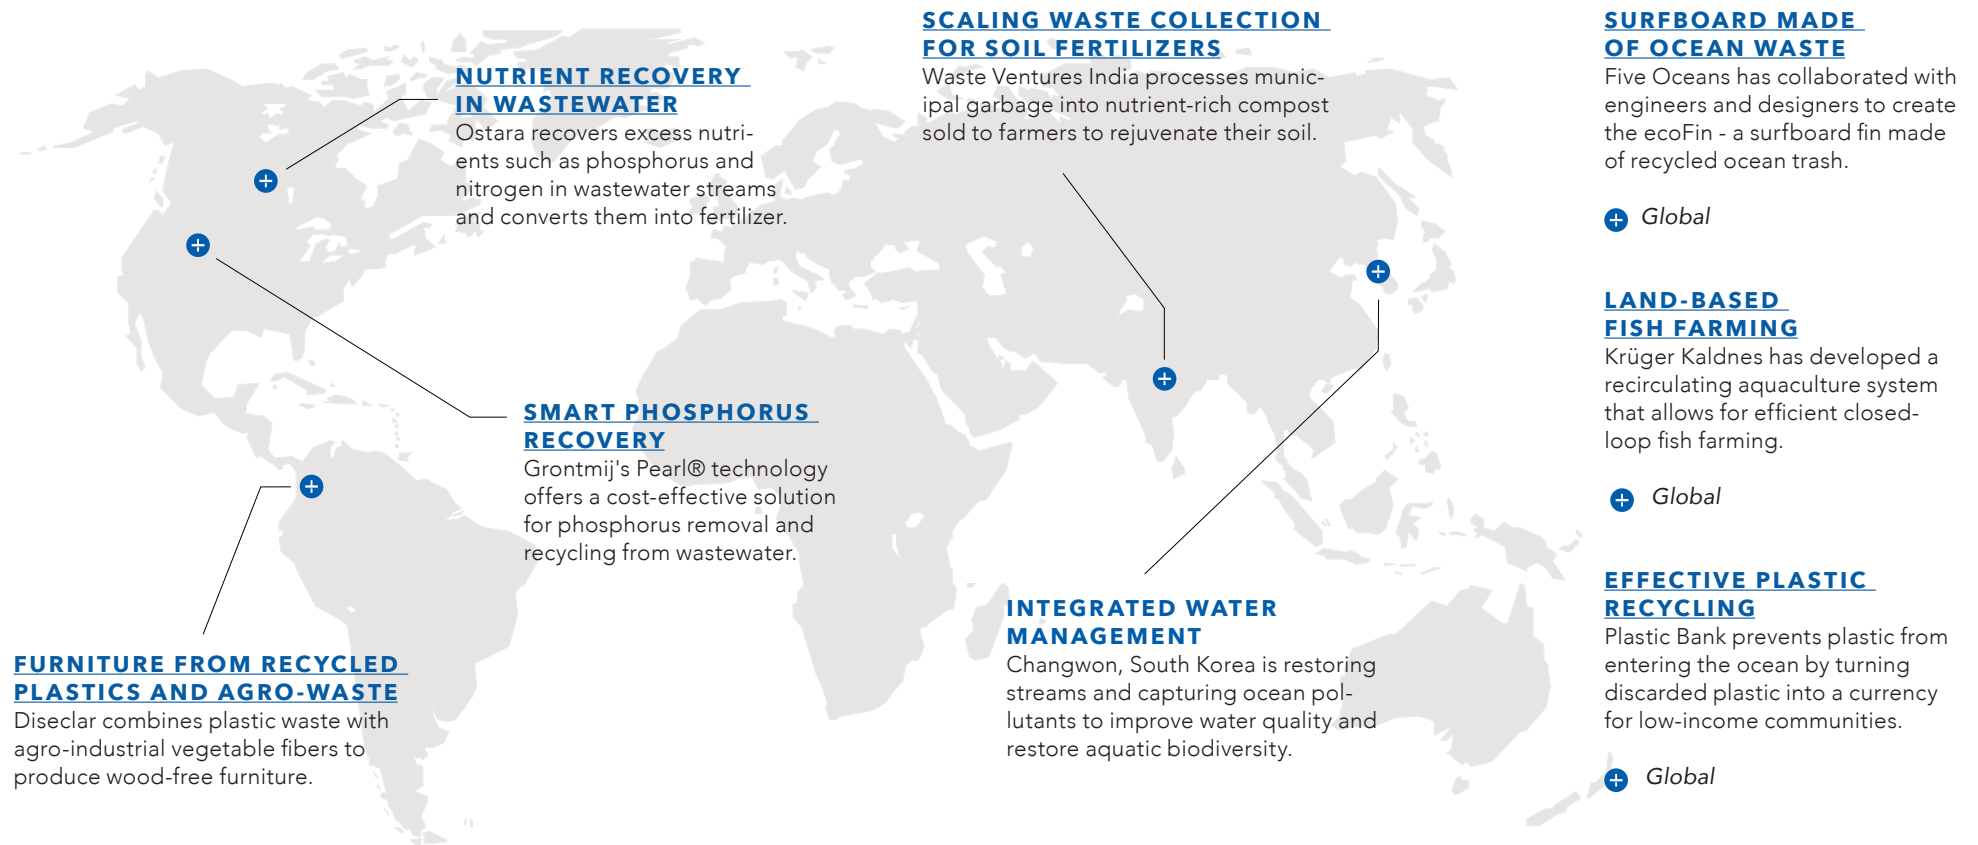 NUTRIENT RECOVERY
IN WASTEWATER
Ostara recovers excess nutri-
ents such as phosphorus and
nitrogen in wastewater streams
and converts them into fertilizer.
SCALING WASTE COLLECTION
FOR SOIL FERTILIZERS
Waste Ventures India processes munic-
ipal garbage into nutrient-rich compost
sold to farmers to rejuvenate their soil.
SMART PHOSPHORUS
RECOVERY
Grontmij's Pearl® technology
offers a cost-effective solution
for phosphorus removal and
recycling from wastewater.
FURNITURE FROM RECYCLED
PLASTICS AND AGRO-WASTE
Diseclar combines plastic waste with
agro-industrial vegetable fibers to
produce wood-free furniture.
INTEGRATED WATER
MANAGEMENT
Changwon, South Korea is restoring
streams and capturing ocean pol-
lutants to improve water quality and
restore aquatic biodiversity.
SURFBOARD MADE
OF OCEAN WASTE
Five Oceans has collaborated with
engineers and designers to create
the ecoFin - a surfboard fin made
of recycled ocean trash.
Global
LAND-BASED
FISH FARMING
Krüger Kaldnes has developed a
recirculating aquaculture system
that allows for efficient closed-
loop fish farming.
Global
EFFECTIVE PLASTIC
RECYCLING
Plastic Bank prevents plastic from
entering the ocean by turning
discarded plastic into a currency
for low-income communities.
Global